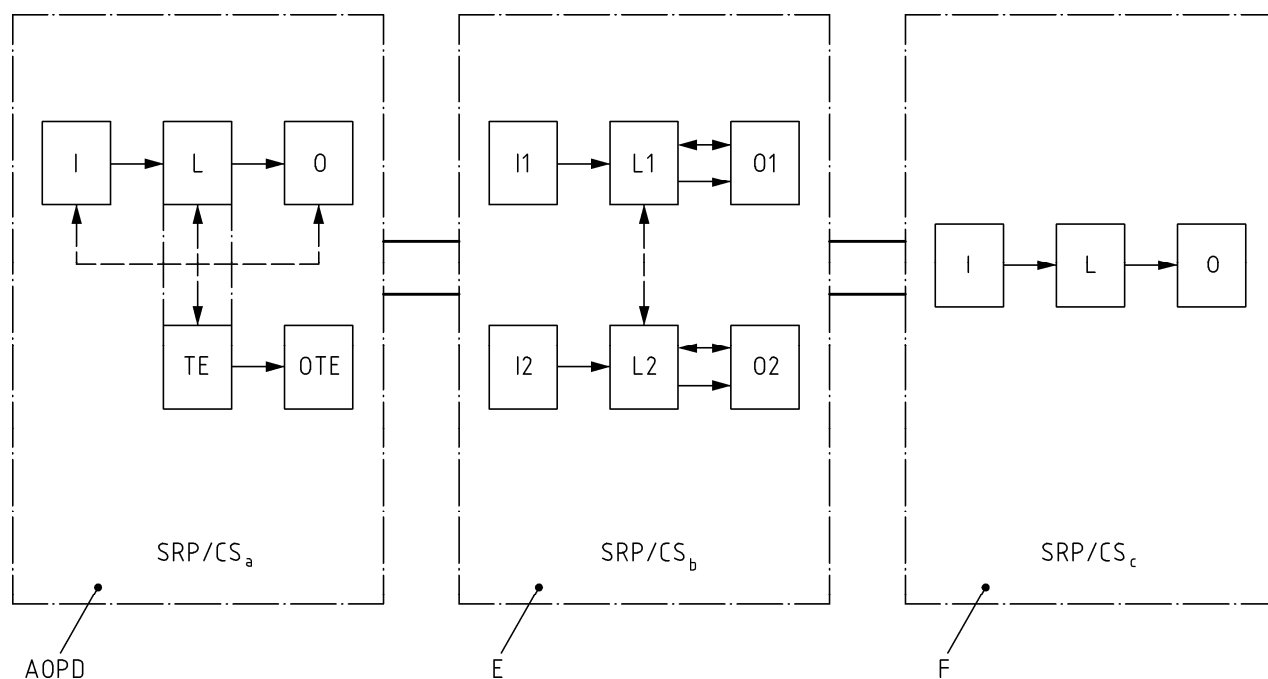 I L O I1 L1 O1
I L O
TE OTE I2 L2 O2
SRP/CSa SRP/CSb SRP/CSc
AOPD E F